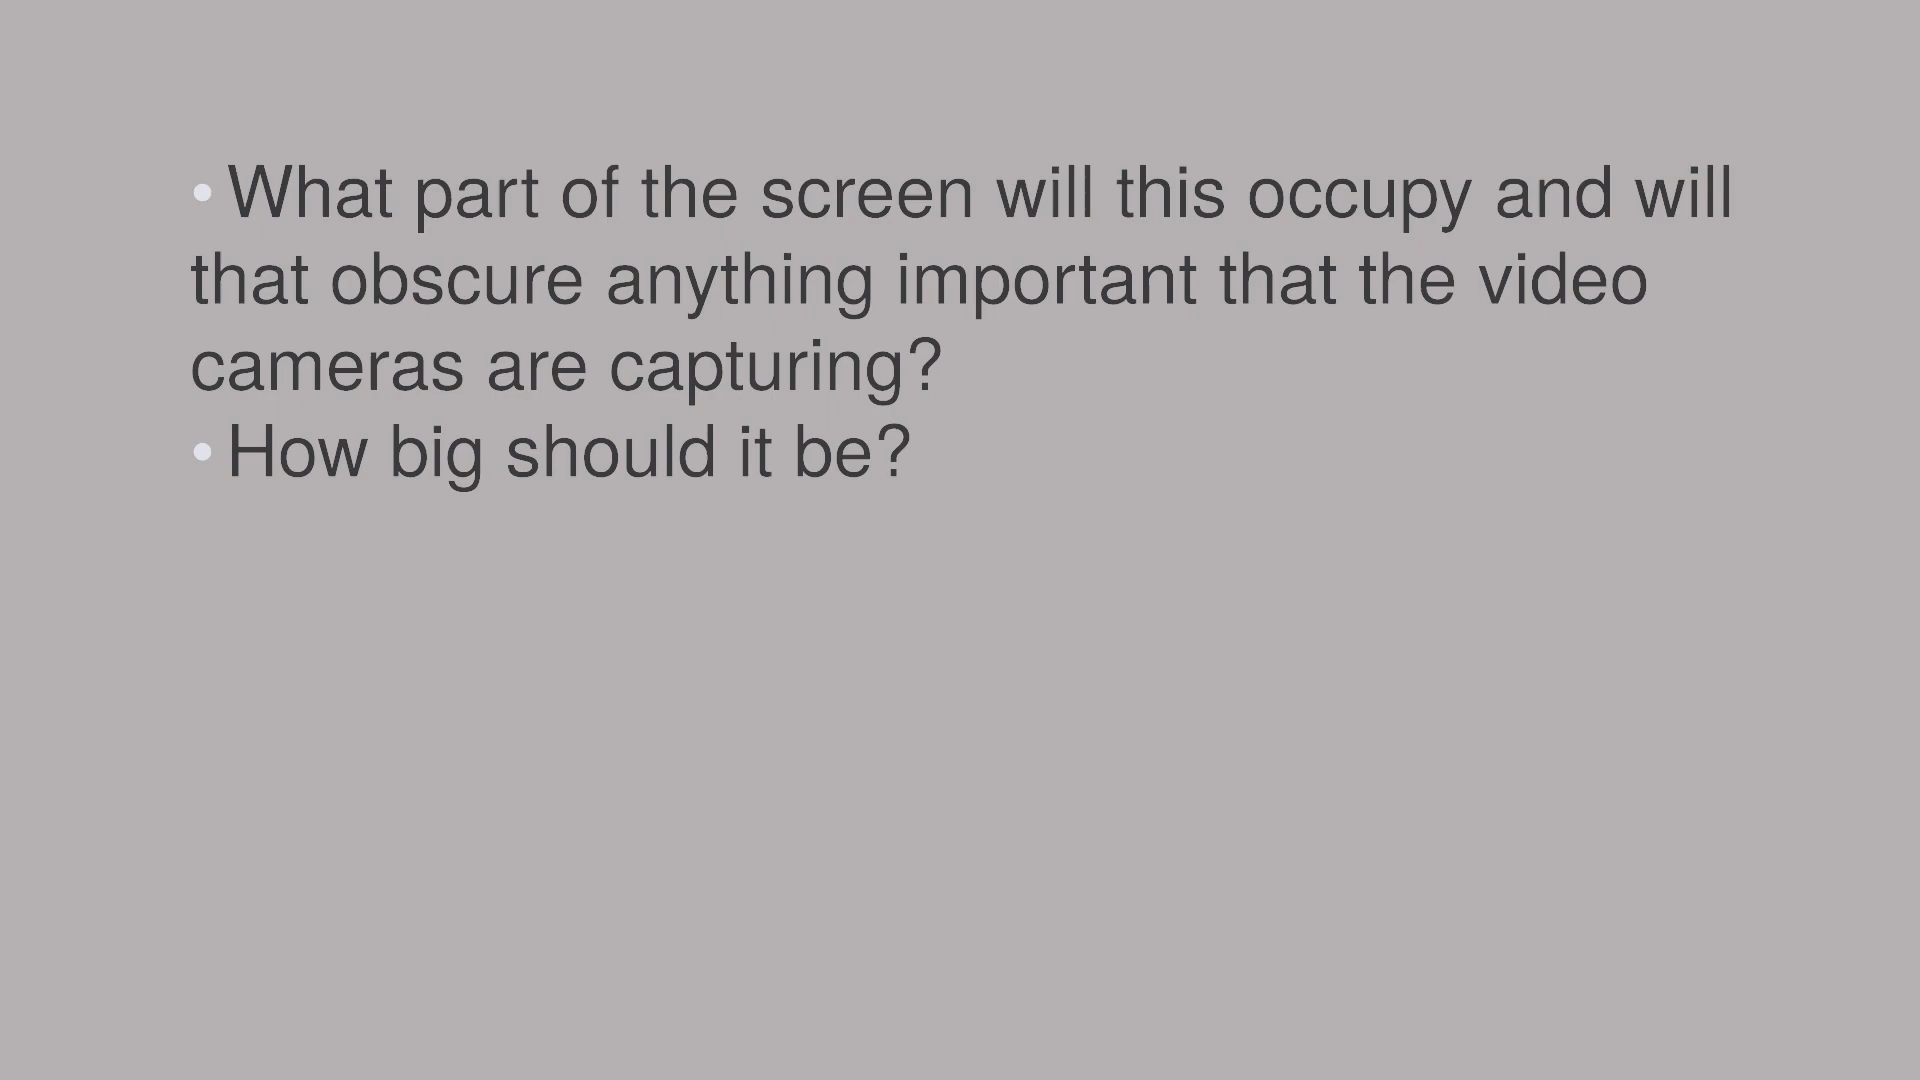 • What part of the screen will this occupy and will
that obscure anything important that the video
cameras are capturing?
• How big should it be?